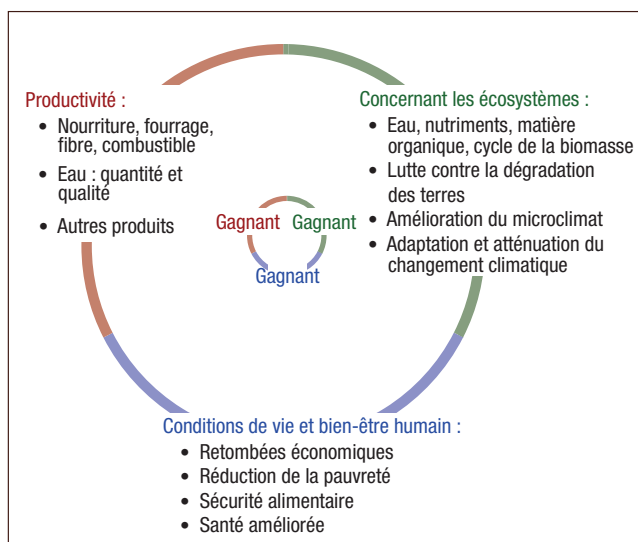 Productivité :
• Nourriture, fourrage,
fibre, combustible
• Eau : quantité et
qualité
• Autres produits
Concernant les écosystèmes :
• Eau, nutriments, matière
organique, cycle de la biomasse
• Lutte contre la dégradation
des terres
• Amélioration du microclimat
• Adaptation et atténuation du
changement climatique
Gagnant Gagnant
Gagnant
Conditions de vie et bien-être humain :
• Retombées économiques
• Réduction de la pauvreté
• Sécurité alimentaire
• Santé améliorée